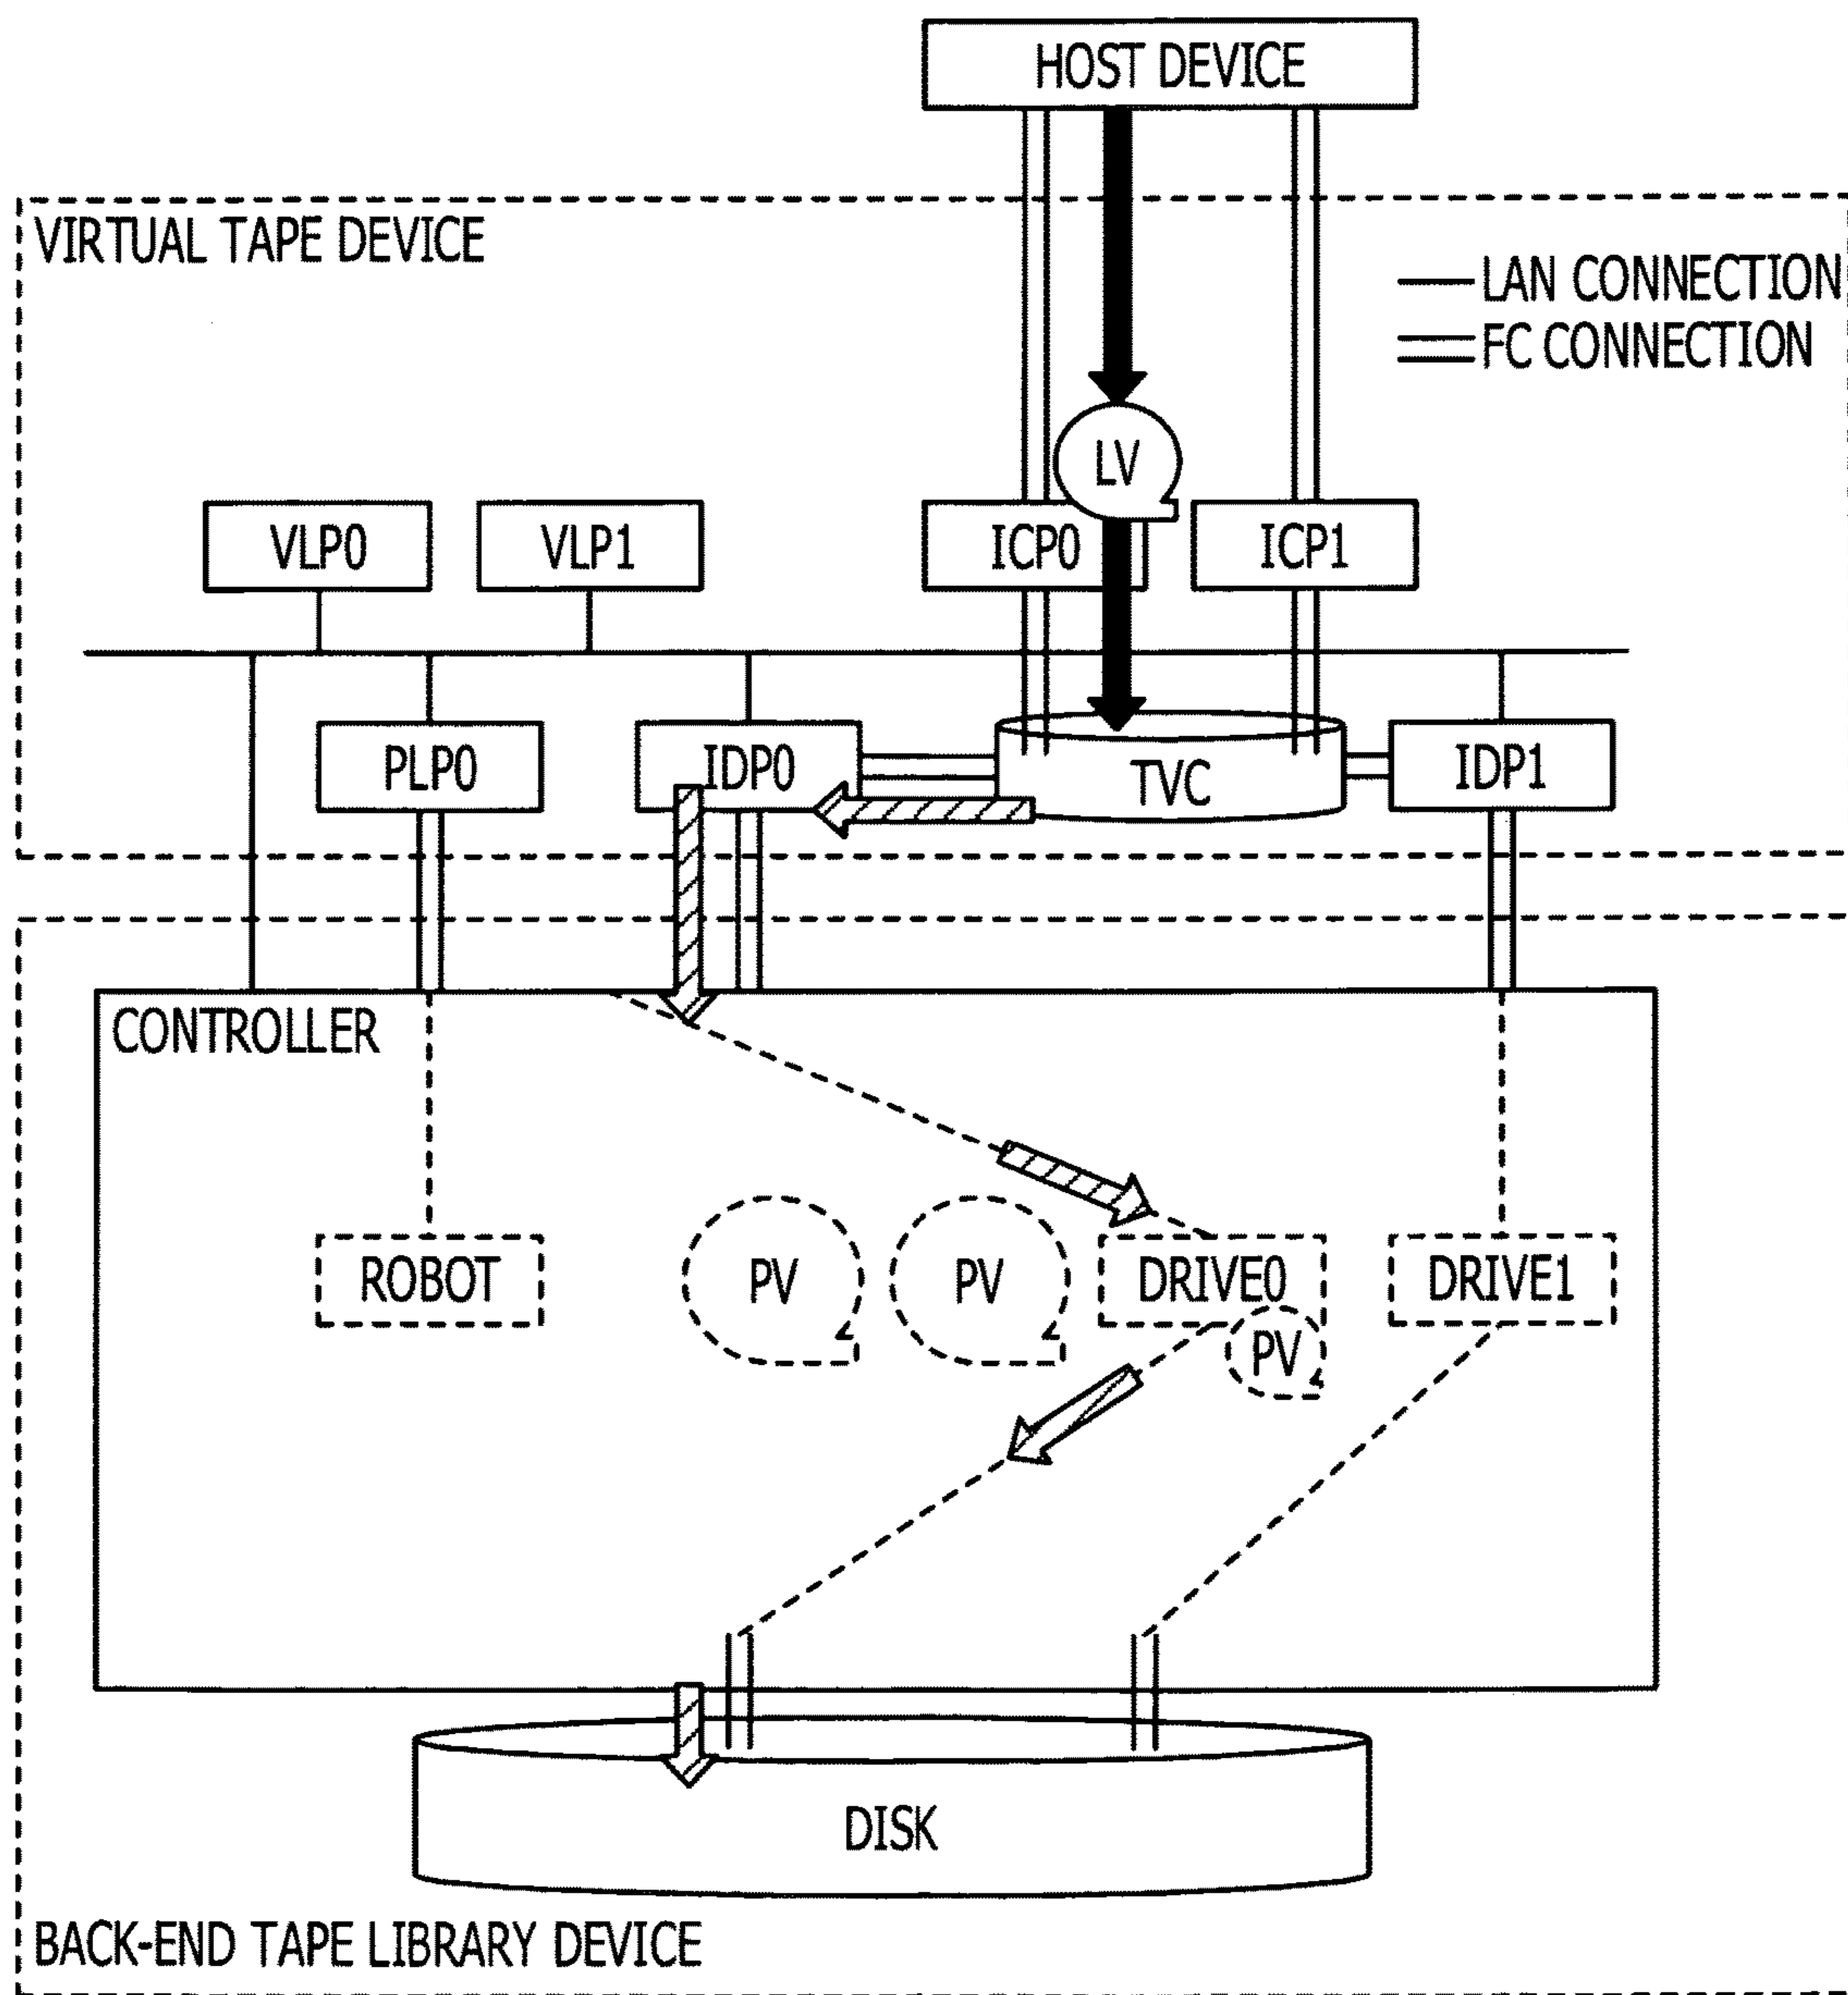 HOST DEVICE
VIRTUAL TAPE DEVICE
LAN CONNECTION
FC CONNECTION
LV
VLP0
VLP1
ICP0
ICP1
PLP0
IDP0
TVC
IDP1
CONTROLLER
ROBOT
PV
PV
DRIVE0
DRIVE1
PV
DISK
BACK-END TAPE LIBRARY DEVICE